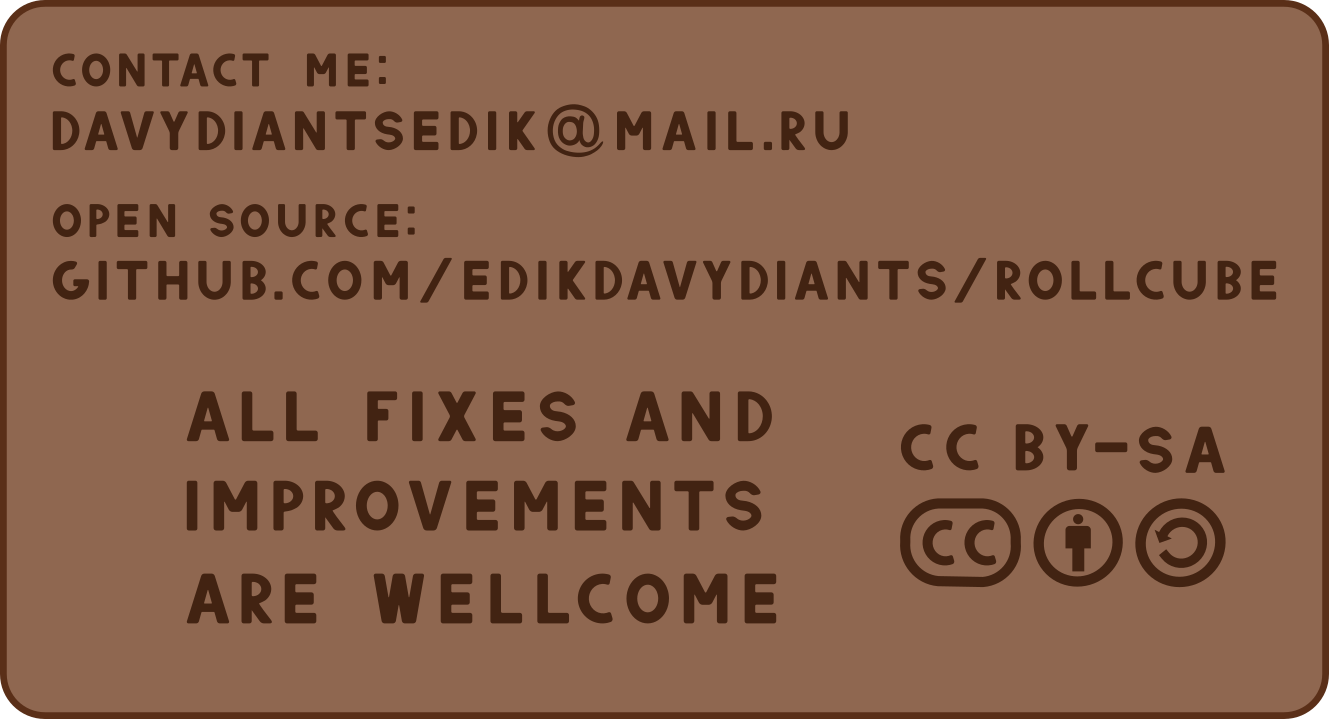 CONTACT ME:
DAVYDIANTSEDIK@MAIL.RU
OPEN SOURCE:
GITHUB.COM/EDIKDAVYDIANTS/ROLLCUBE
ALL FIXES AND
IMPROVEMENTS
ARE WELLCOME
CC BY-SA
CC